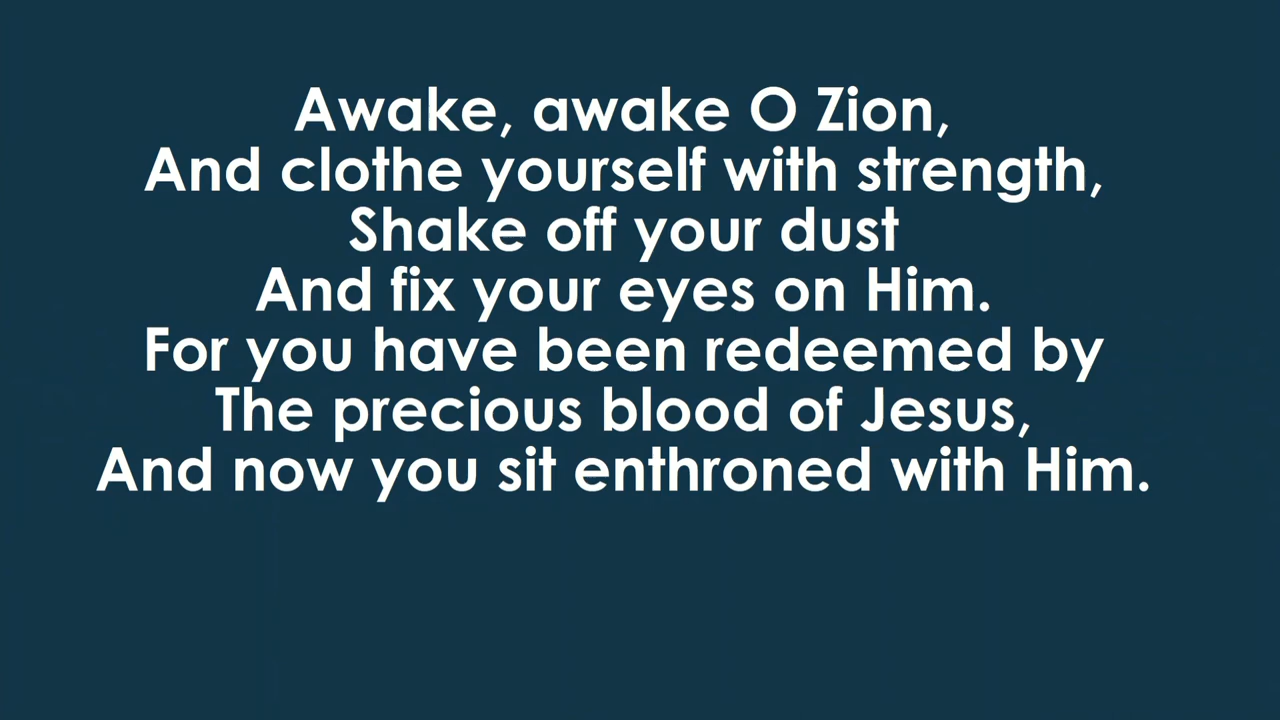 Awake, awake O Zion,
And clothe yourself with strength,
Shake off your dust
And fix your eyes on Him.
For you have been redeemed by
The precious blood of Jesus,
And now you sit enthroned with Him.